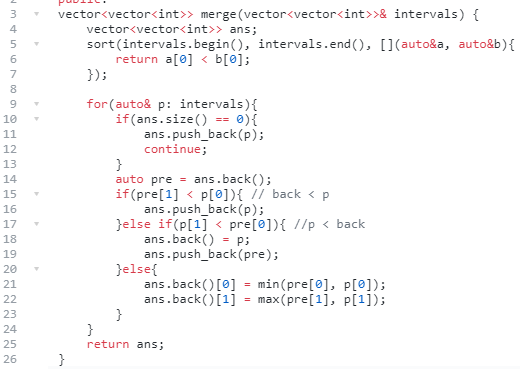 public:
3 vector<vector<int>> merge(vector<vector<int>>& intervals) {
4 vector<vector<int>> ans;
5 sort(intervals.begin(), intervals.end(), [](auto&a, auto&b){
6 return a[0] < b[0];
7 });
8
9 for(auto& p: intervals){
10 if(ans.size() == 0){
11 ans.push_back(p);
12 continue;
13 }
14 auto pre = ans.back();
15 if(pre[1] < p[0]){ // back < p
16 ans.push_back(p);
17 }else if(p[1] < pre[0]){ //p < back
18 ans.back() = p;
19 ans.push_back(pre);
20 }else{
21 ans.back()[0] = min(pre[0], p[0]);
22 ans.back()[1] = max(pre[1], p[1]);
23 }
24 }
25 return ans;
26 }